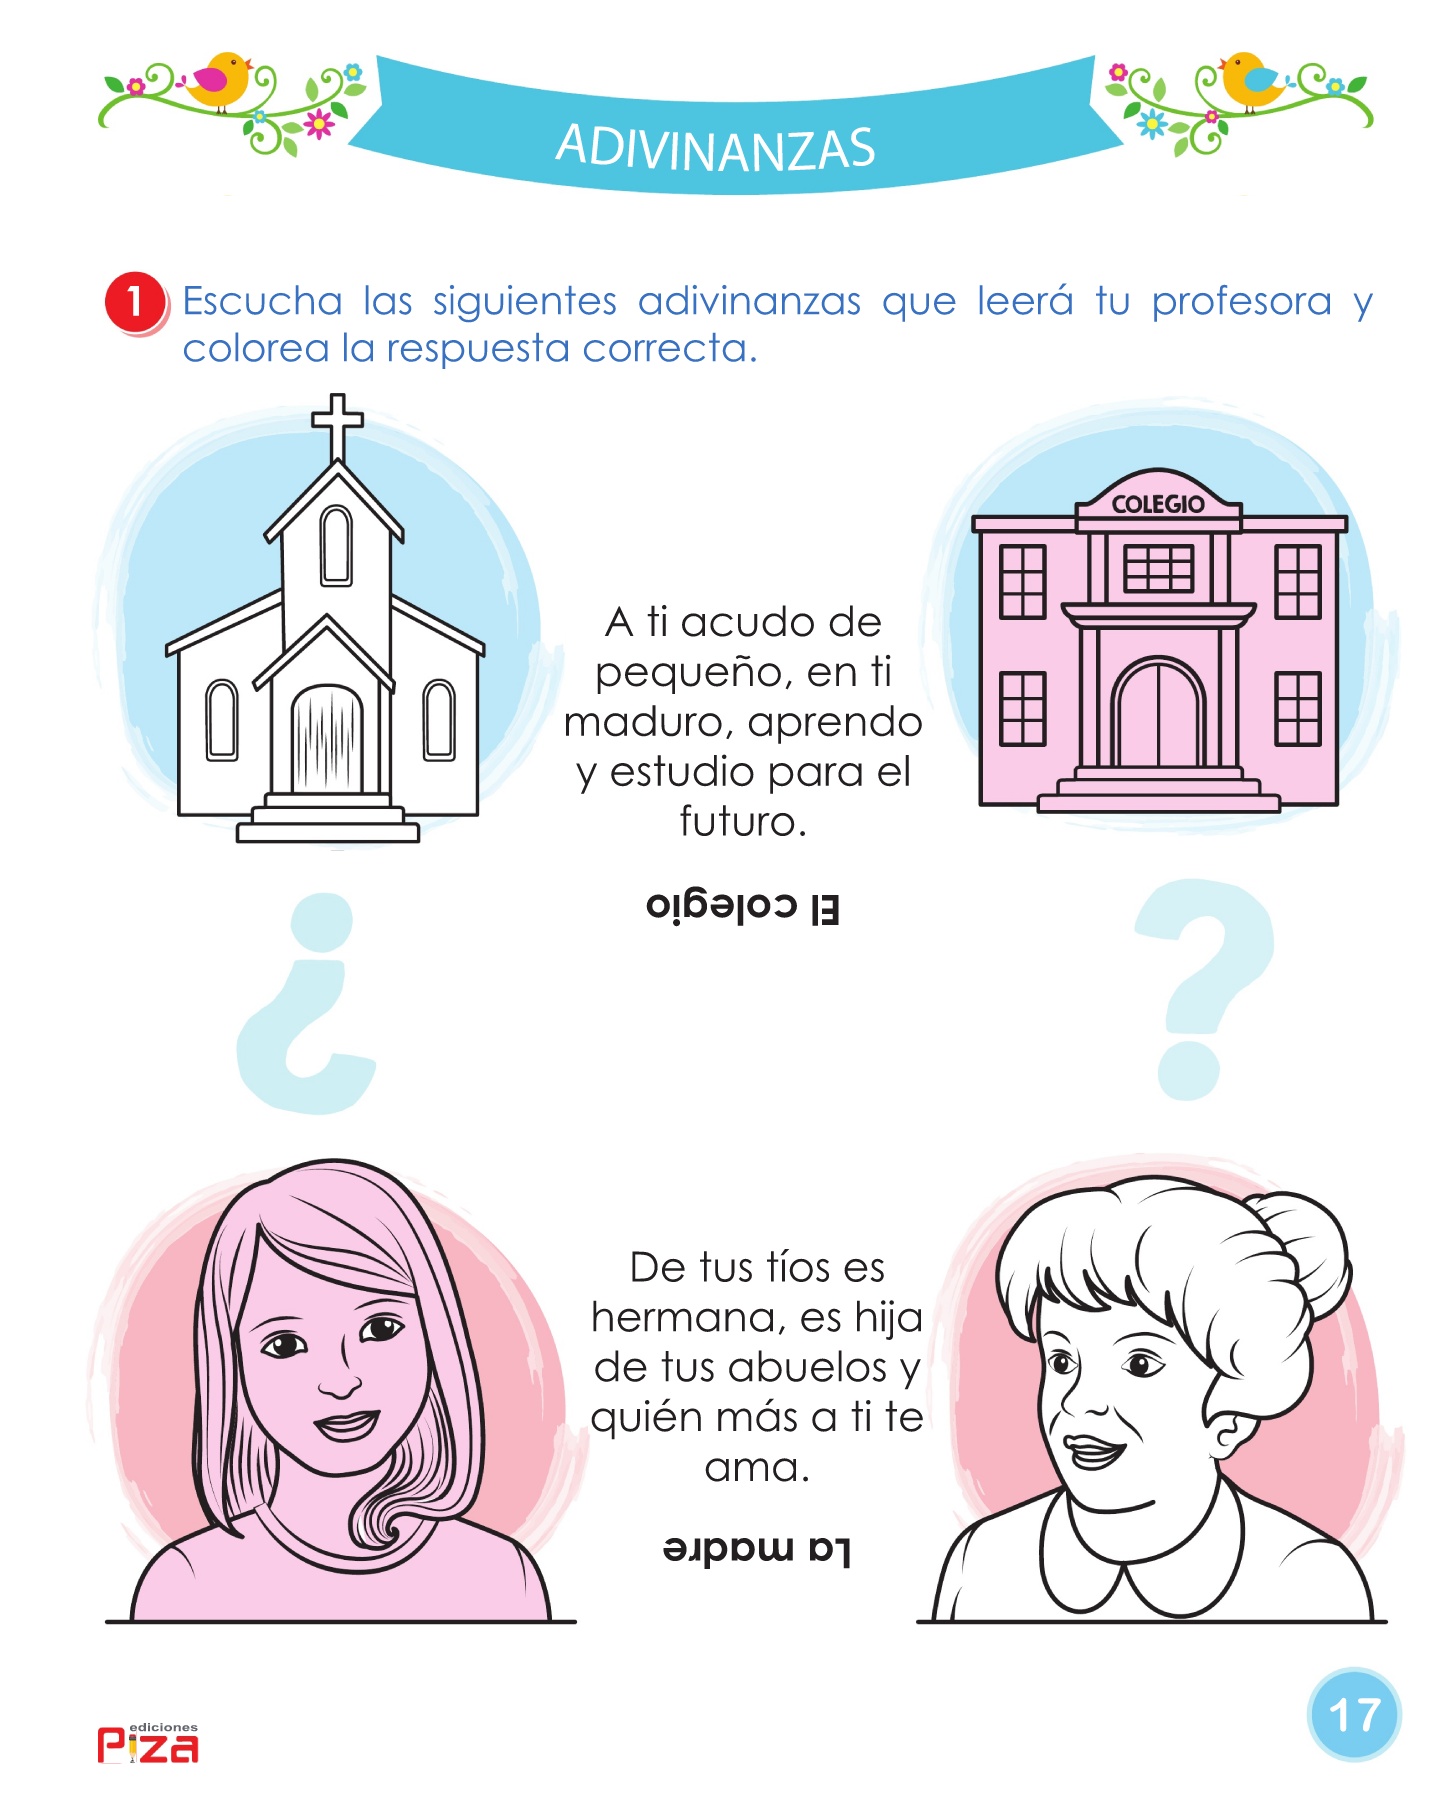 ADIVINANZAS
1 Escucha las siguientes adivinanzas que leerá tu profesora y
colorea la respuesta correcta.
COLEGIO
A ti acudo de
pequeño, en ti
maduro, aprendo
y estudio para el
futuro.
El colegio
¿
?
De tus tíos es
hermana, es hija
de tus abuelos y
quién más a ti te
ama.
La madre
ediciones
Piza
17